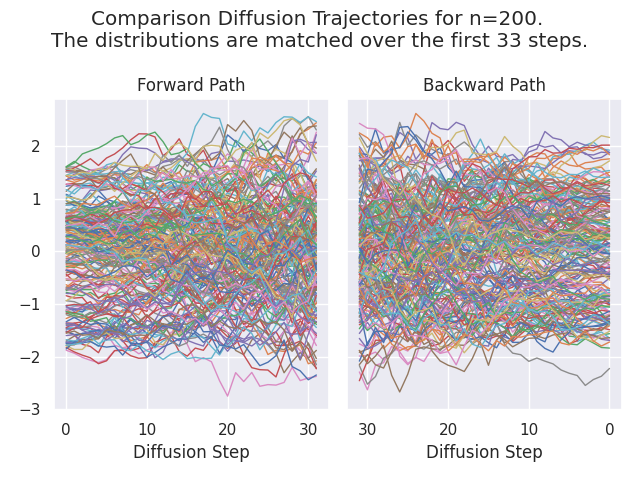 Comparison Diffusion Trajectories for n=200.
The distributions are matched over the first 33 steps.
Forward Path
Backward Path
2
1
0
−1
−2
−3
0 10 20 30
30 20 10 0
Diffusion Step
Diffusion Step